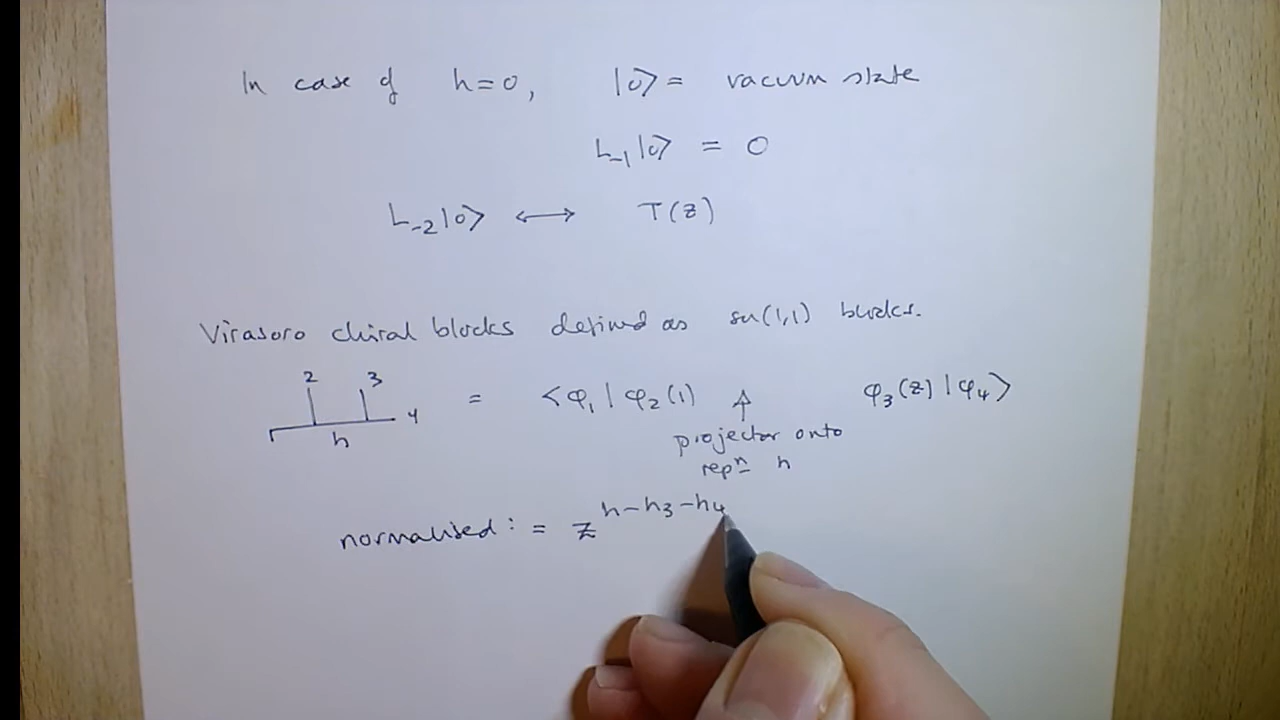 In case of h=0, |0⟩ = vacuum state
L₋₁|0⟩ = 0
L₋₂|0⟩ ⟷ T(z)
Virasoro chiral blocks defined as su(1,1) blocks.
2 3
4 = ⟨φ₁|φ₂(1) ↑ φ₃(z)|φ₄⟩
h
projector onto
repⁿ h
normalised: = z^{h-h₃-h₄}